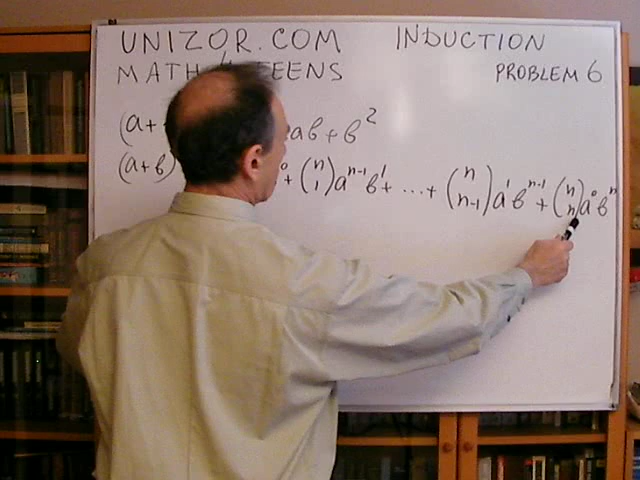 UNIZOR.COM INDUCTION
MATH 4 TEENS PROBLEM 6
(a+ ab+b²
(a+b) ⁰+(n 1)aⁿ⁻¹b¹+...+(n n-1)a¹bⁿ⁻¹+(n n)a⁰bⁿ